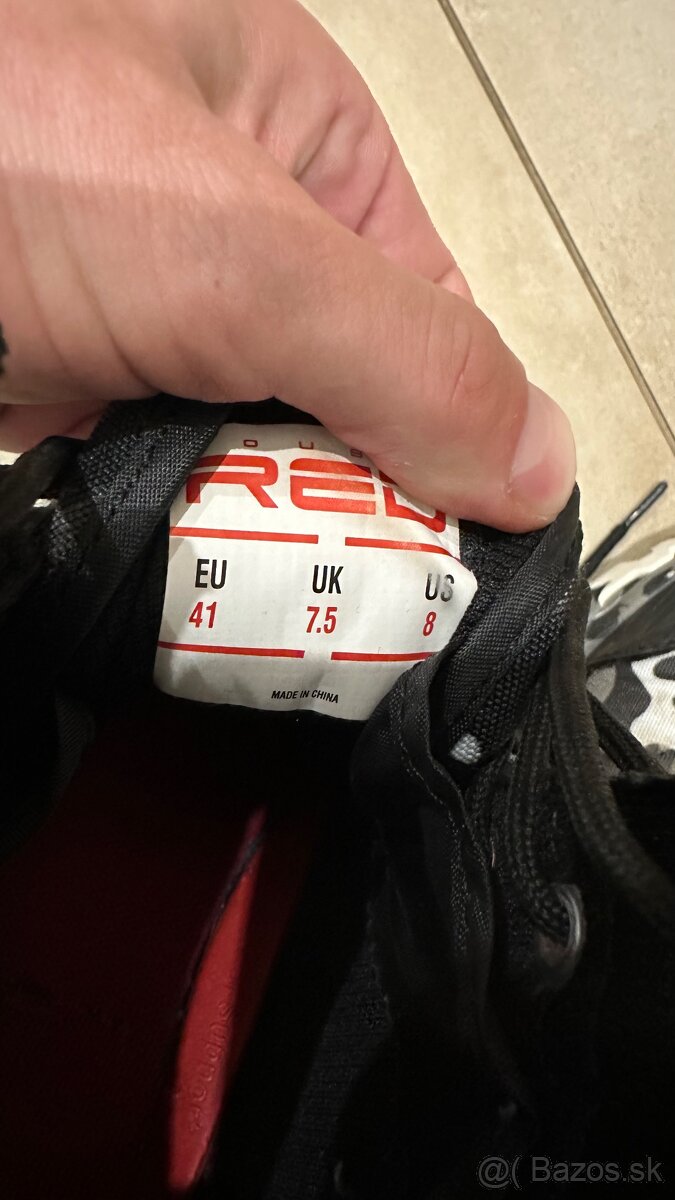 RED
EU UK US
41 7.5 8
MADE IN CHINA
@( Bazos.sk